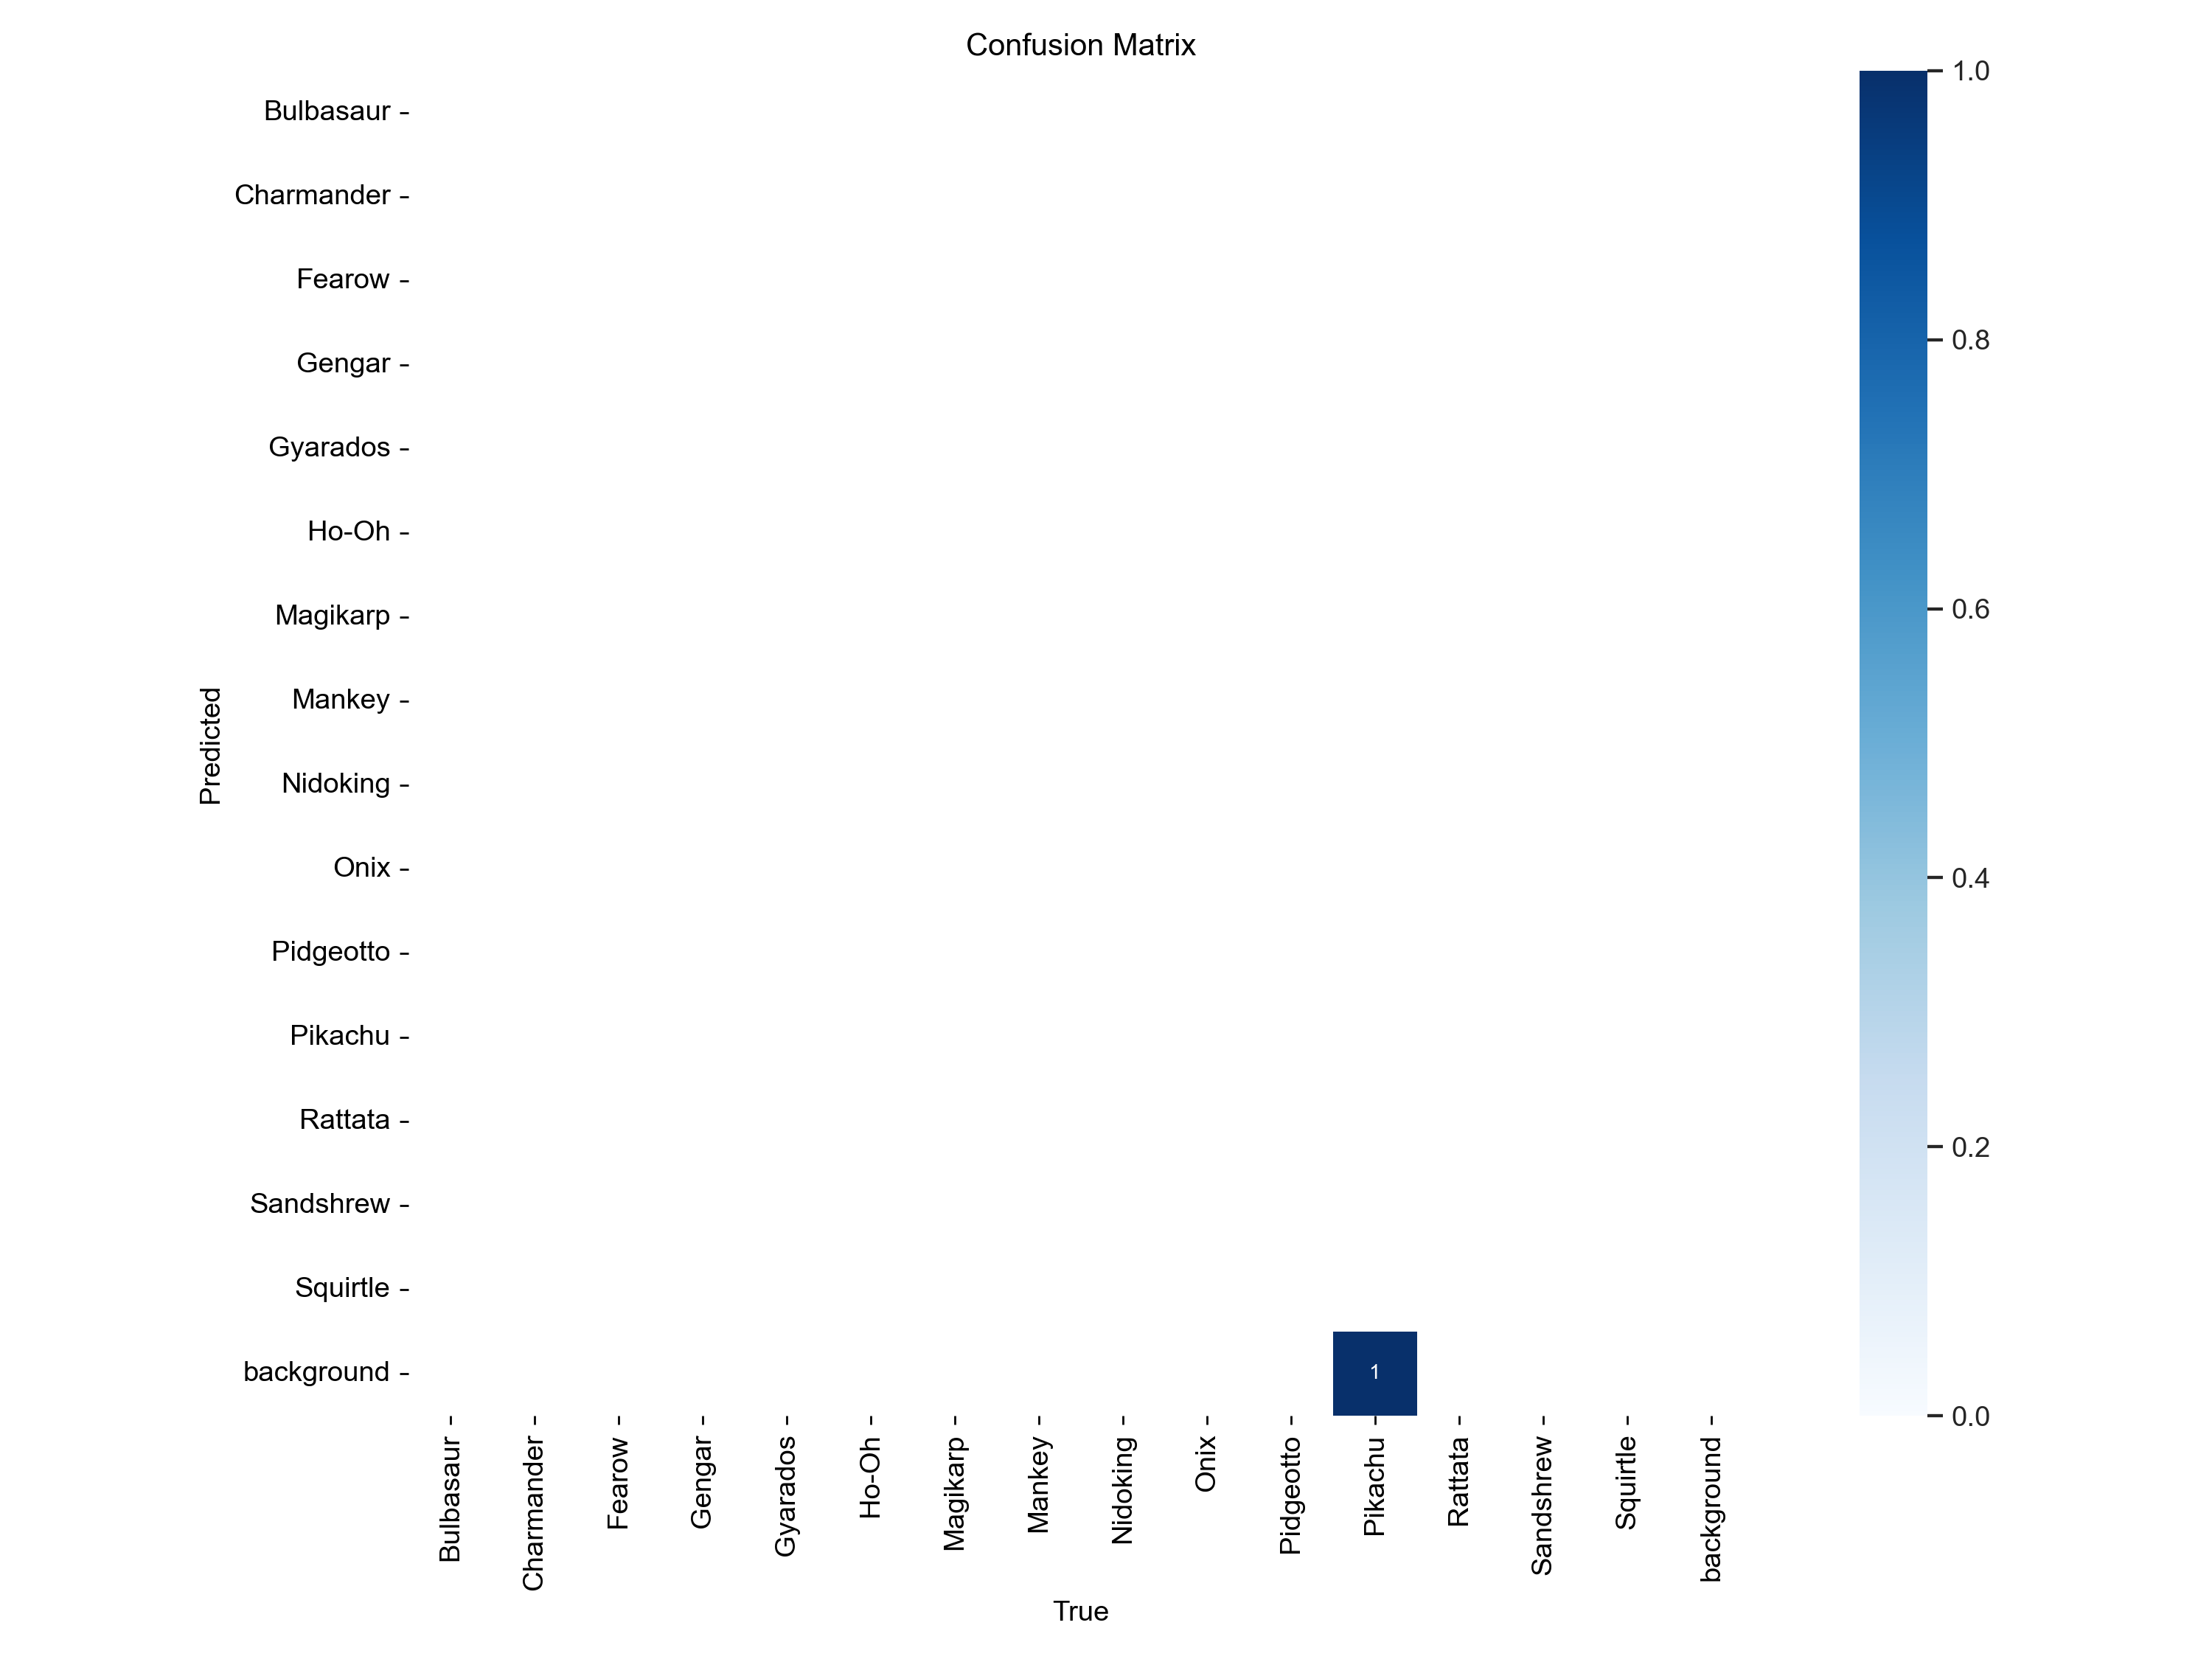 Confusion Matrix
Bulbasaur
Charmander
Fearow
Gengar
Gyarados
Ho-Oh
Magikarp
Mankey
Nidoking
Onix
Pidgeotto
Pikachu
Rattata
Sandshrew
Squirtle
background
Predicted
1
Bulbasaur
Charmander
Fearow
Gengar
Gyarados
Ho-Oh
Magikarp
Mankey
Nidoking
Onix
Pidgeotto
Pikachu
Rattata
Sandshrew
Squirtle
background
True
1.0
0.8
0.6
0.4
0.2
0.0